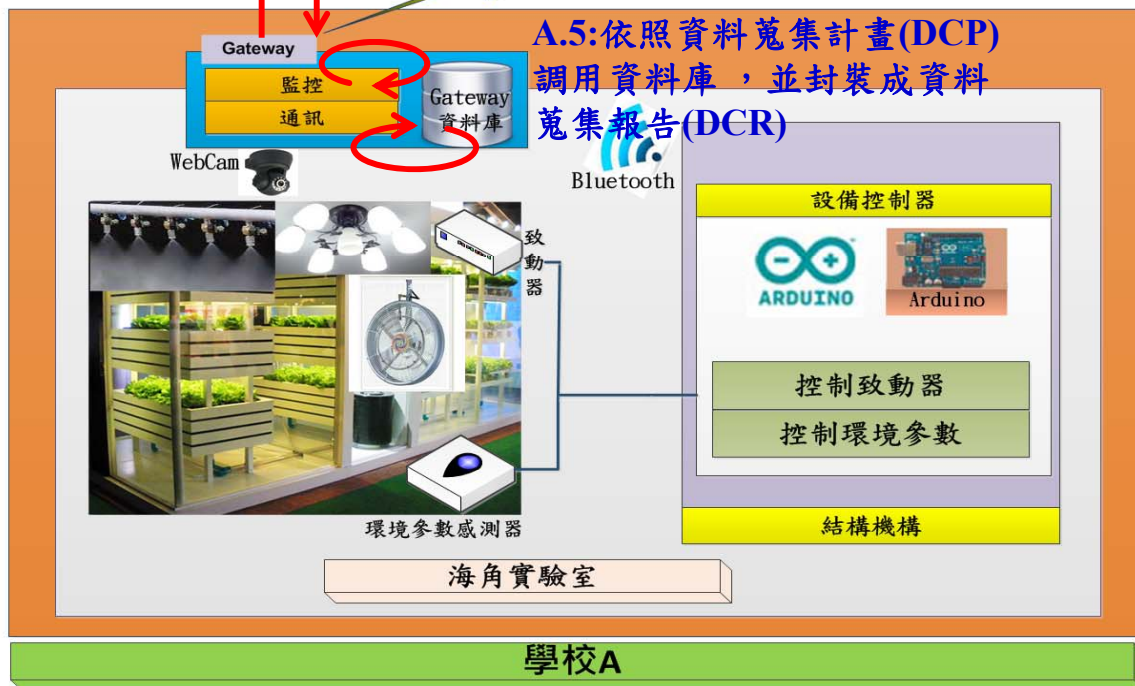 Gateway
監控
通訊
Gateway
資料庫
A.5:依照資料蒐集計畫(DCP)
調用資料庫 ，並封裝成資料
蒐集報告(DCR)
WebCam
Bluetooth
致
動
器
設備控制器
ARDUINO
Arduino
控制致動器
控制環境參數
結構機構
環境參數感測器
海角實驗室
學校A